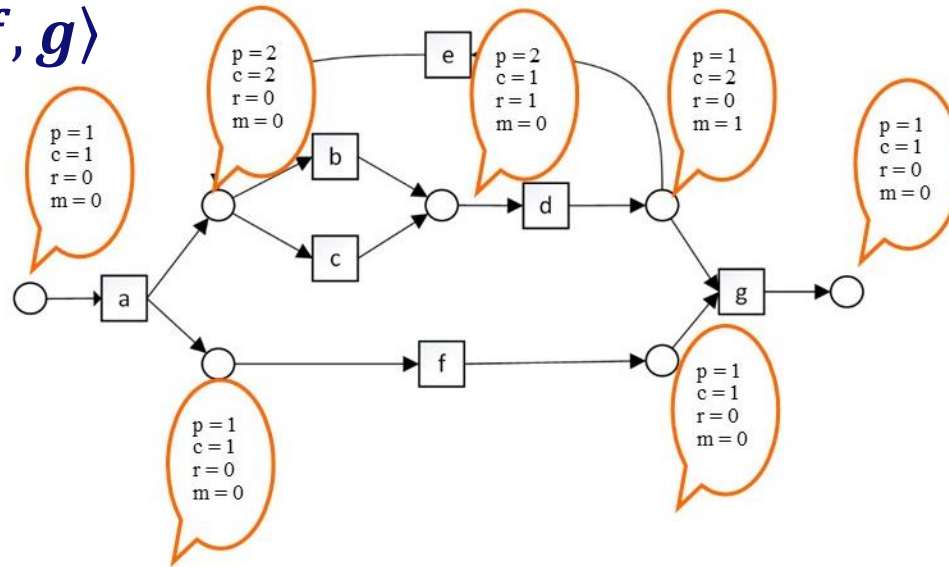 , g⟩
p = 2
c = 2
r = 0
m = 0
e
p = 2
c = 1
r = 1
m = 0
p = 1
c = 2
r = 0
m = 1
p = 1
c = 1
r = 0
m = 0
p = 1
c = 1
r = 0
m = 0
b
d
c
a
g
f
p = 1
c = 1
r = 0
m = 0
p = 1
c = 1
r = 0
m = 0